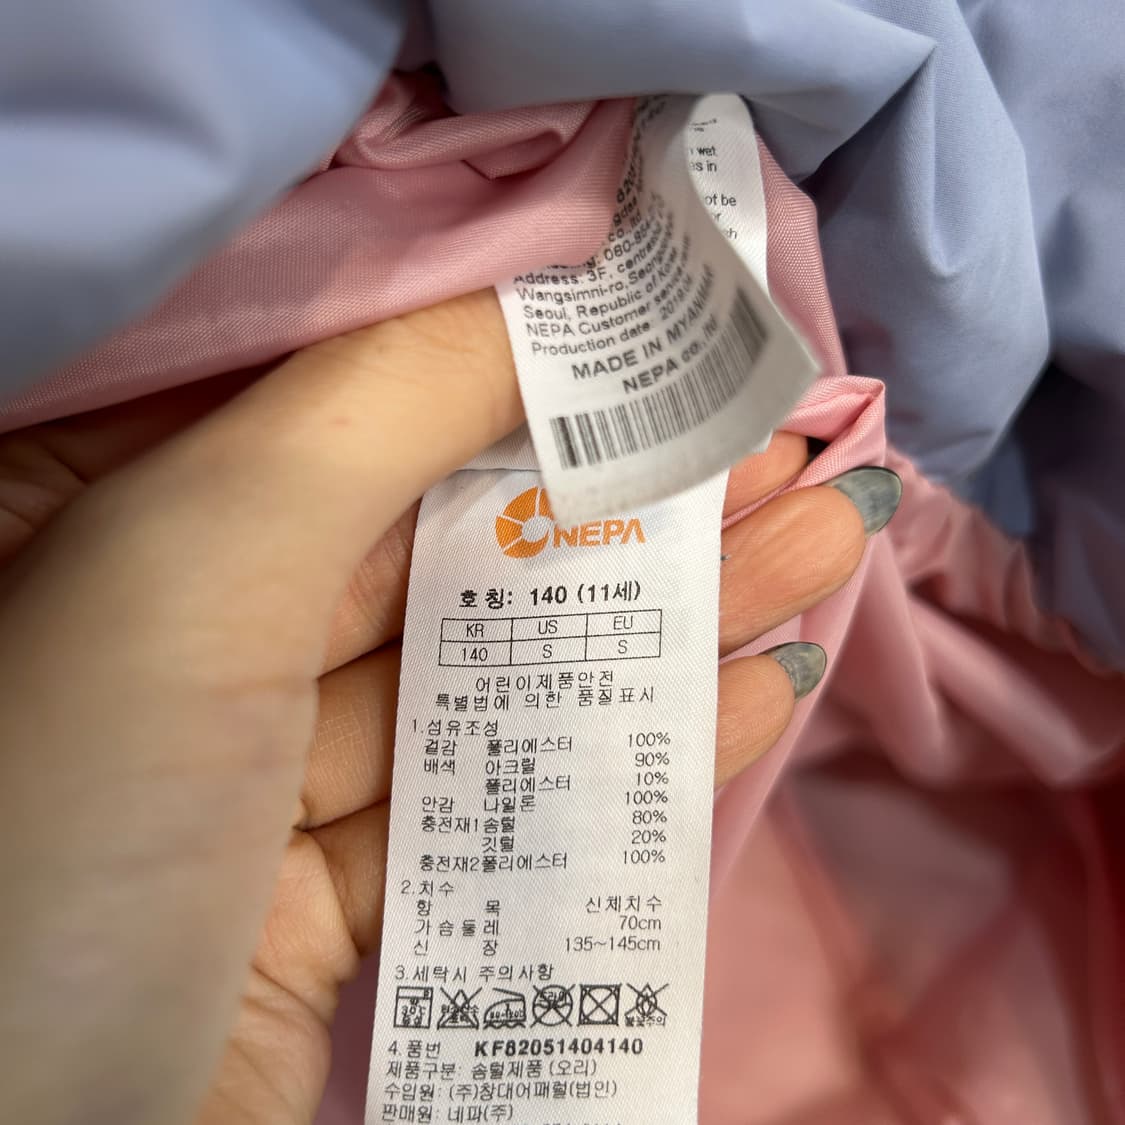 wet
as in
not be
or
Address: 3F, central
Wangsimni-ro, Seongdong
Seoul, Republic of Korea
NEPA Customer service
Production date: 2019.04
MADE IN MYANMAR
NEPA co., ltd
NEPA
호 칭: 140 (11세)
KR US EU
140 S S
어린이제품안전
특별법에 의한 품질표시
1.섬유조성
겉감 폴리에스터 100%
배색 아크릴 90%
폴리에스터 10%
안감 나일론 100%
충전재1 솜털 80%
깃털 20%
충전재2 폴리에스터 100%
2.치수
항 목 신체치수
가슴둘레 70cm
신 장 135~145cm
3.세탁시 주의사항
4.품번 KF82051404140
제품구분: 솜털제품 (오리)
수입원: (주)창대어패럴(법인)
판매원: 네파(주)